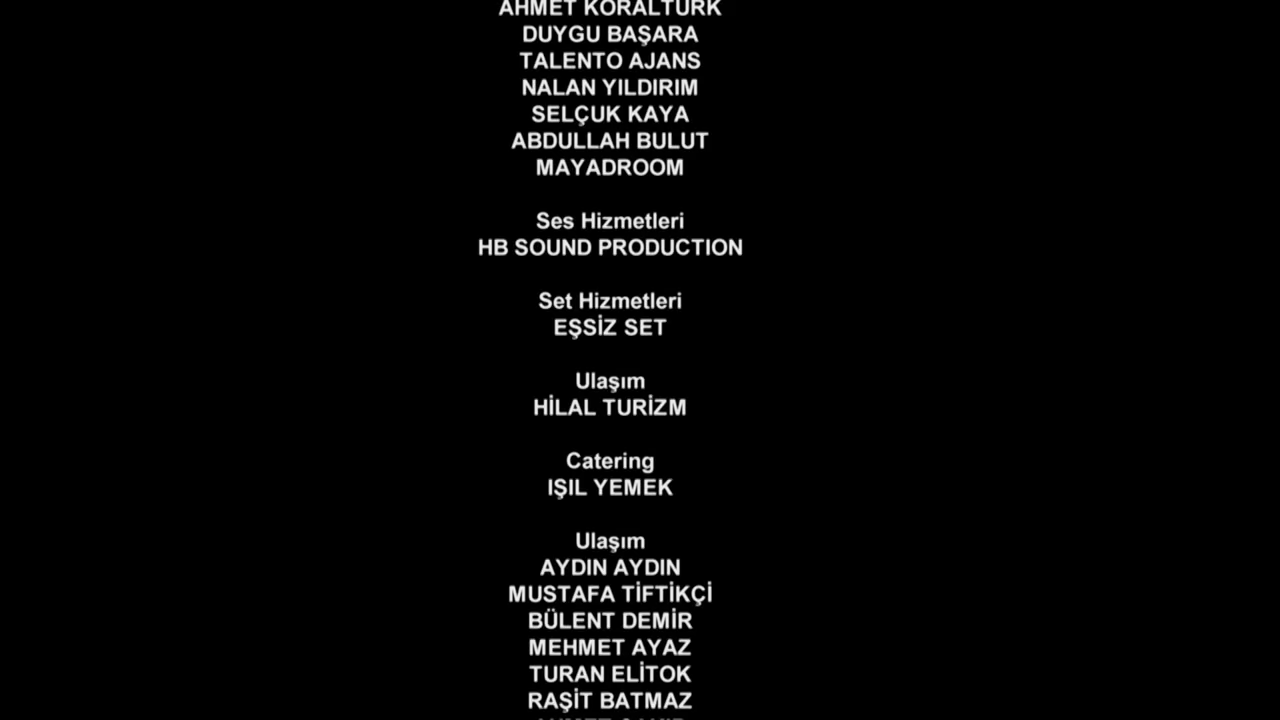 AHMET KORALTÜRK
DUYGU BAŞARA
TALENTO AJANS
NALAN YILDIRIM
SELÇUK KAYA
ABDULLAH BULUT
MAYADROOM
Ses Hizmetleri
HB SOUND PRODUCTION
Set Hizmetleri
EŞSİZ SET
Ulaşım
HİLAL TURİZM
Catering
IŞIL YEMEK
Ulaşım
AYDIN AYDIN
MUSTAFA TİFTİKÇİ
BÜLENT DEMİR
MEHMET AYAZ
TURAN ELİTOK
RAŞİT BATMAZ